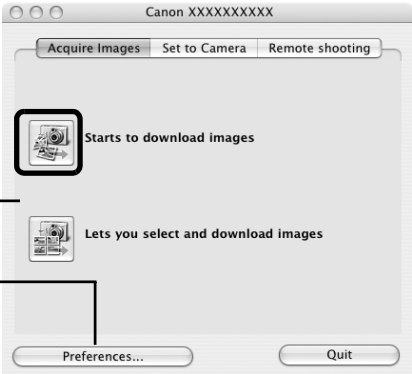 Canon XXXXXXXXXX
Acquire Images Set to Camera Remote shooting
Starts to download images
Lets you select and download images
Preferences... Quit